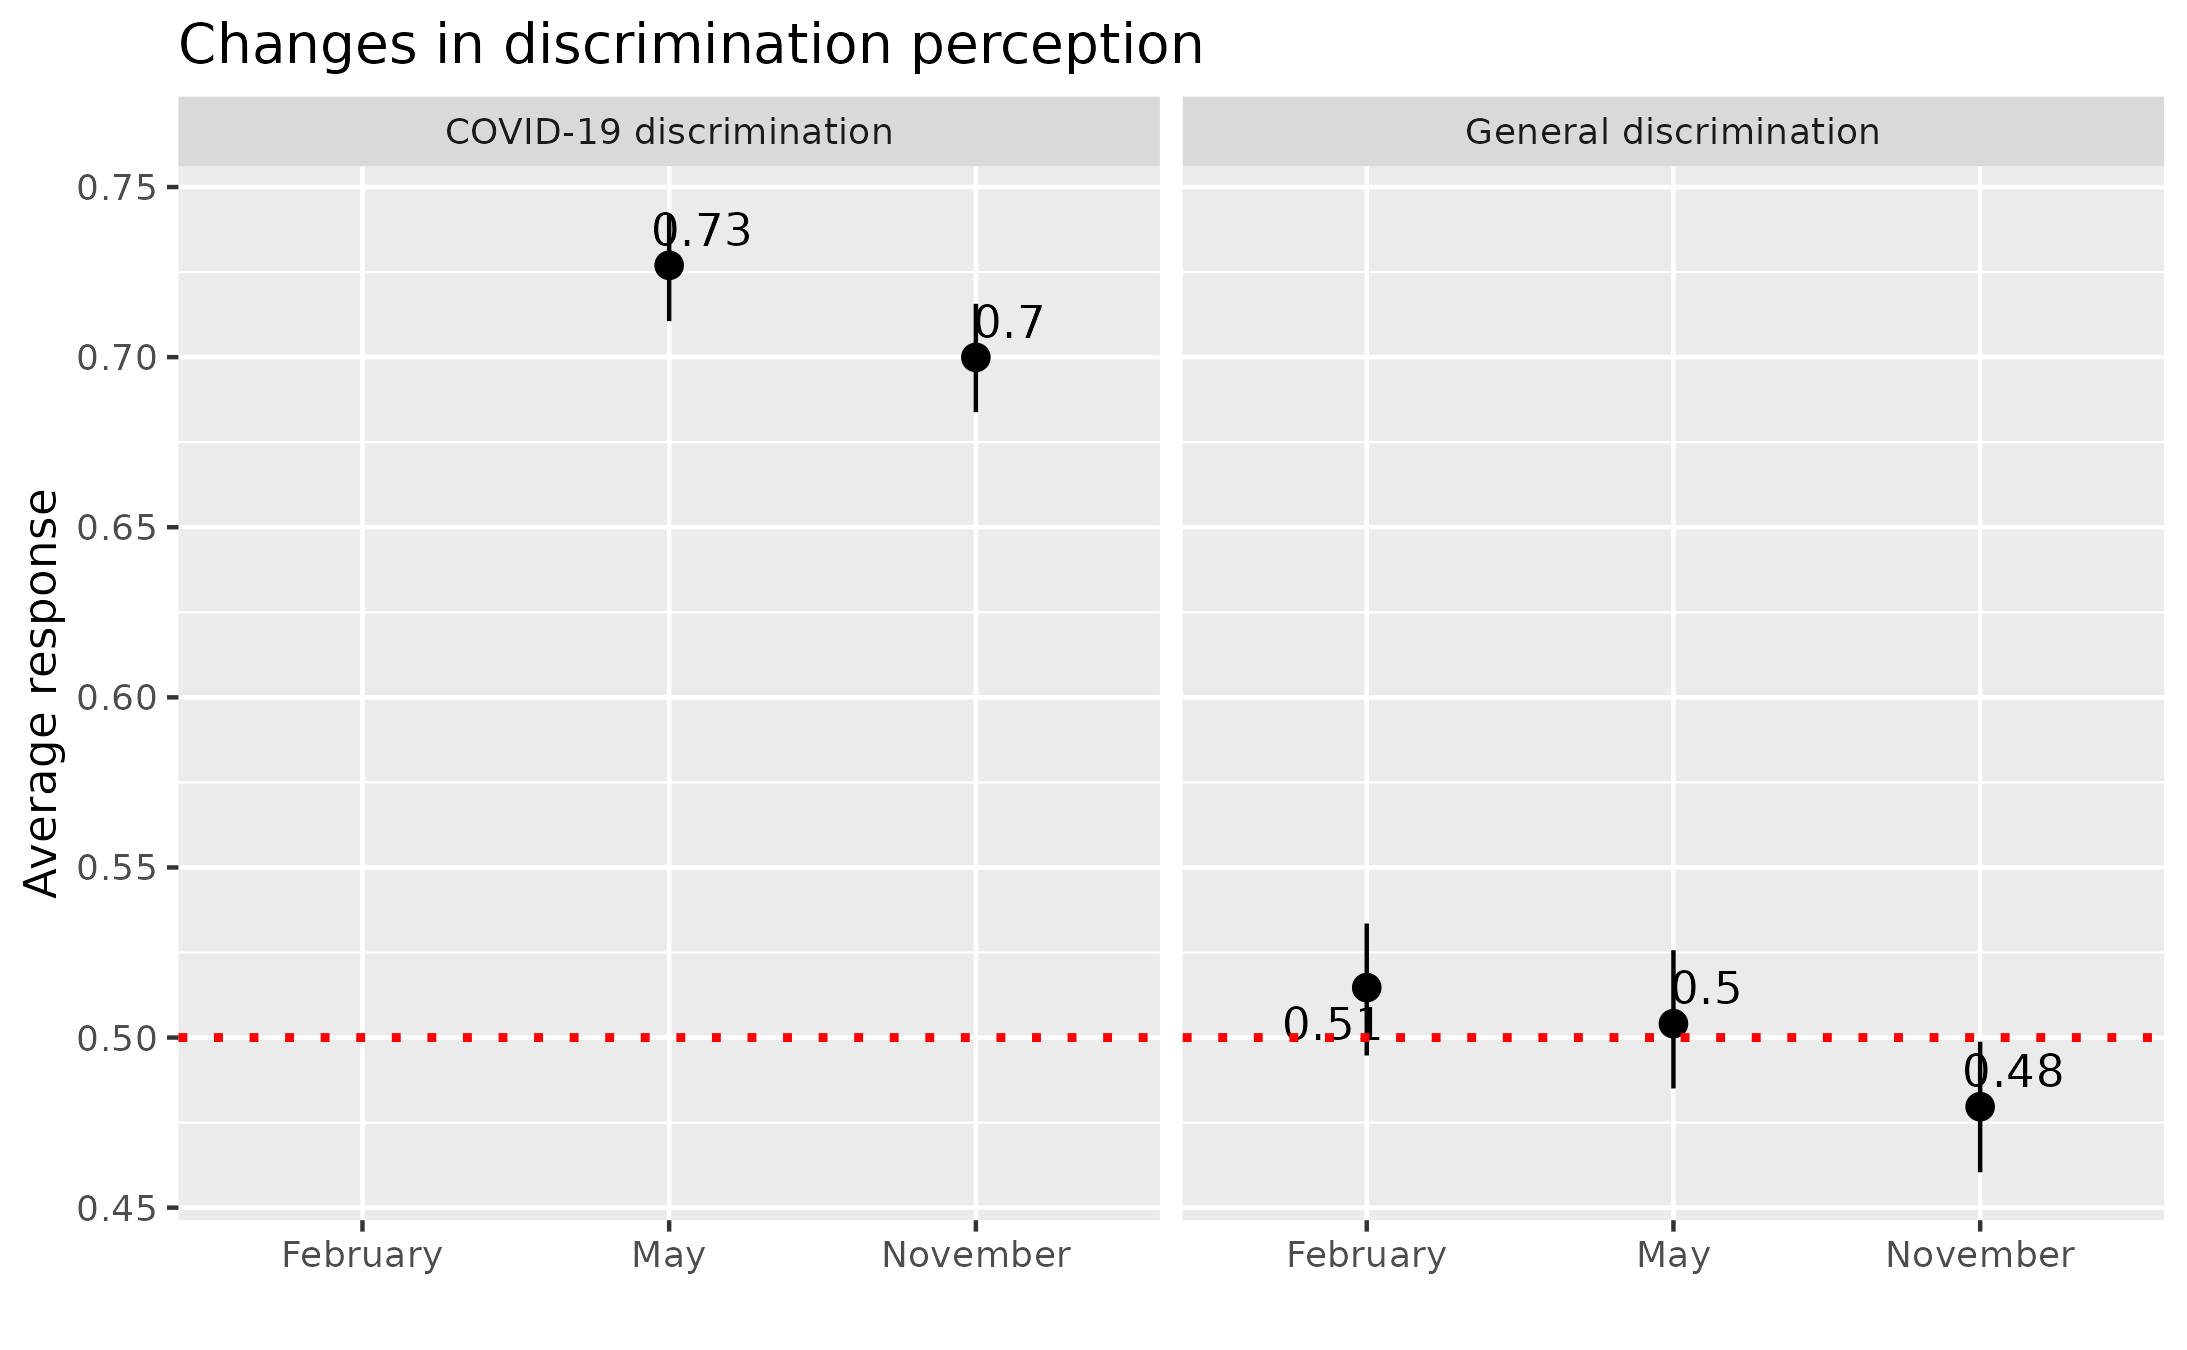 Changes in discrimination perception
COVID-19 discrimination
General discrimination
Average response
0.75
0.70
0.65
0.60
0.55
0.50
0.45
0.73
0.7
0.51
0.5
0.48
February
May
November
February
May
November